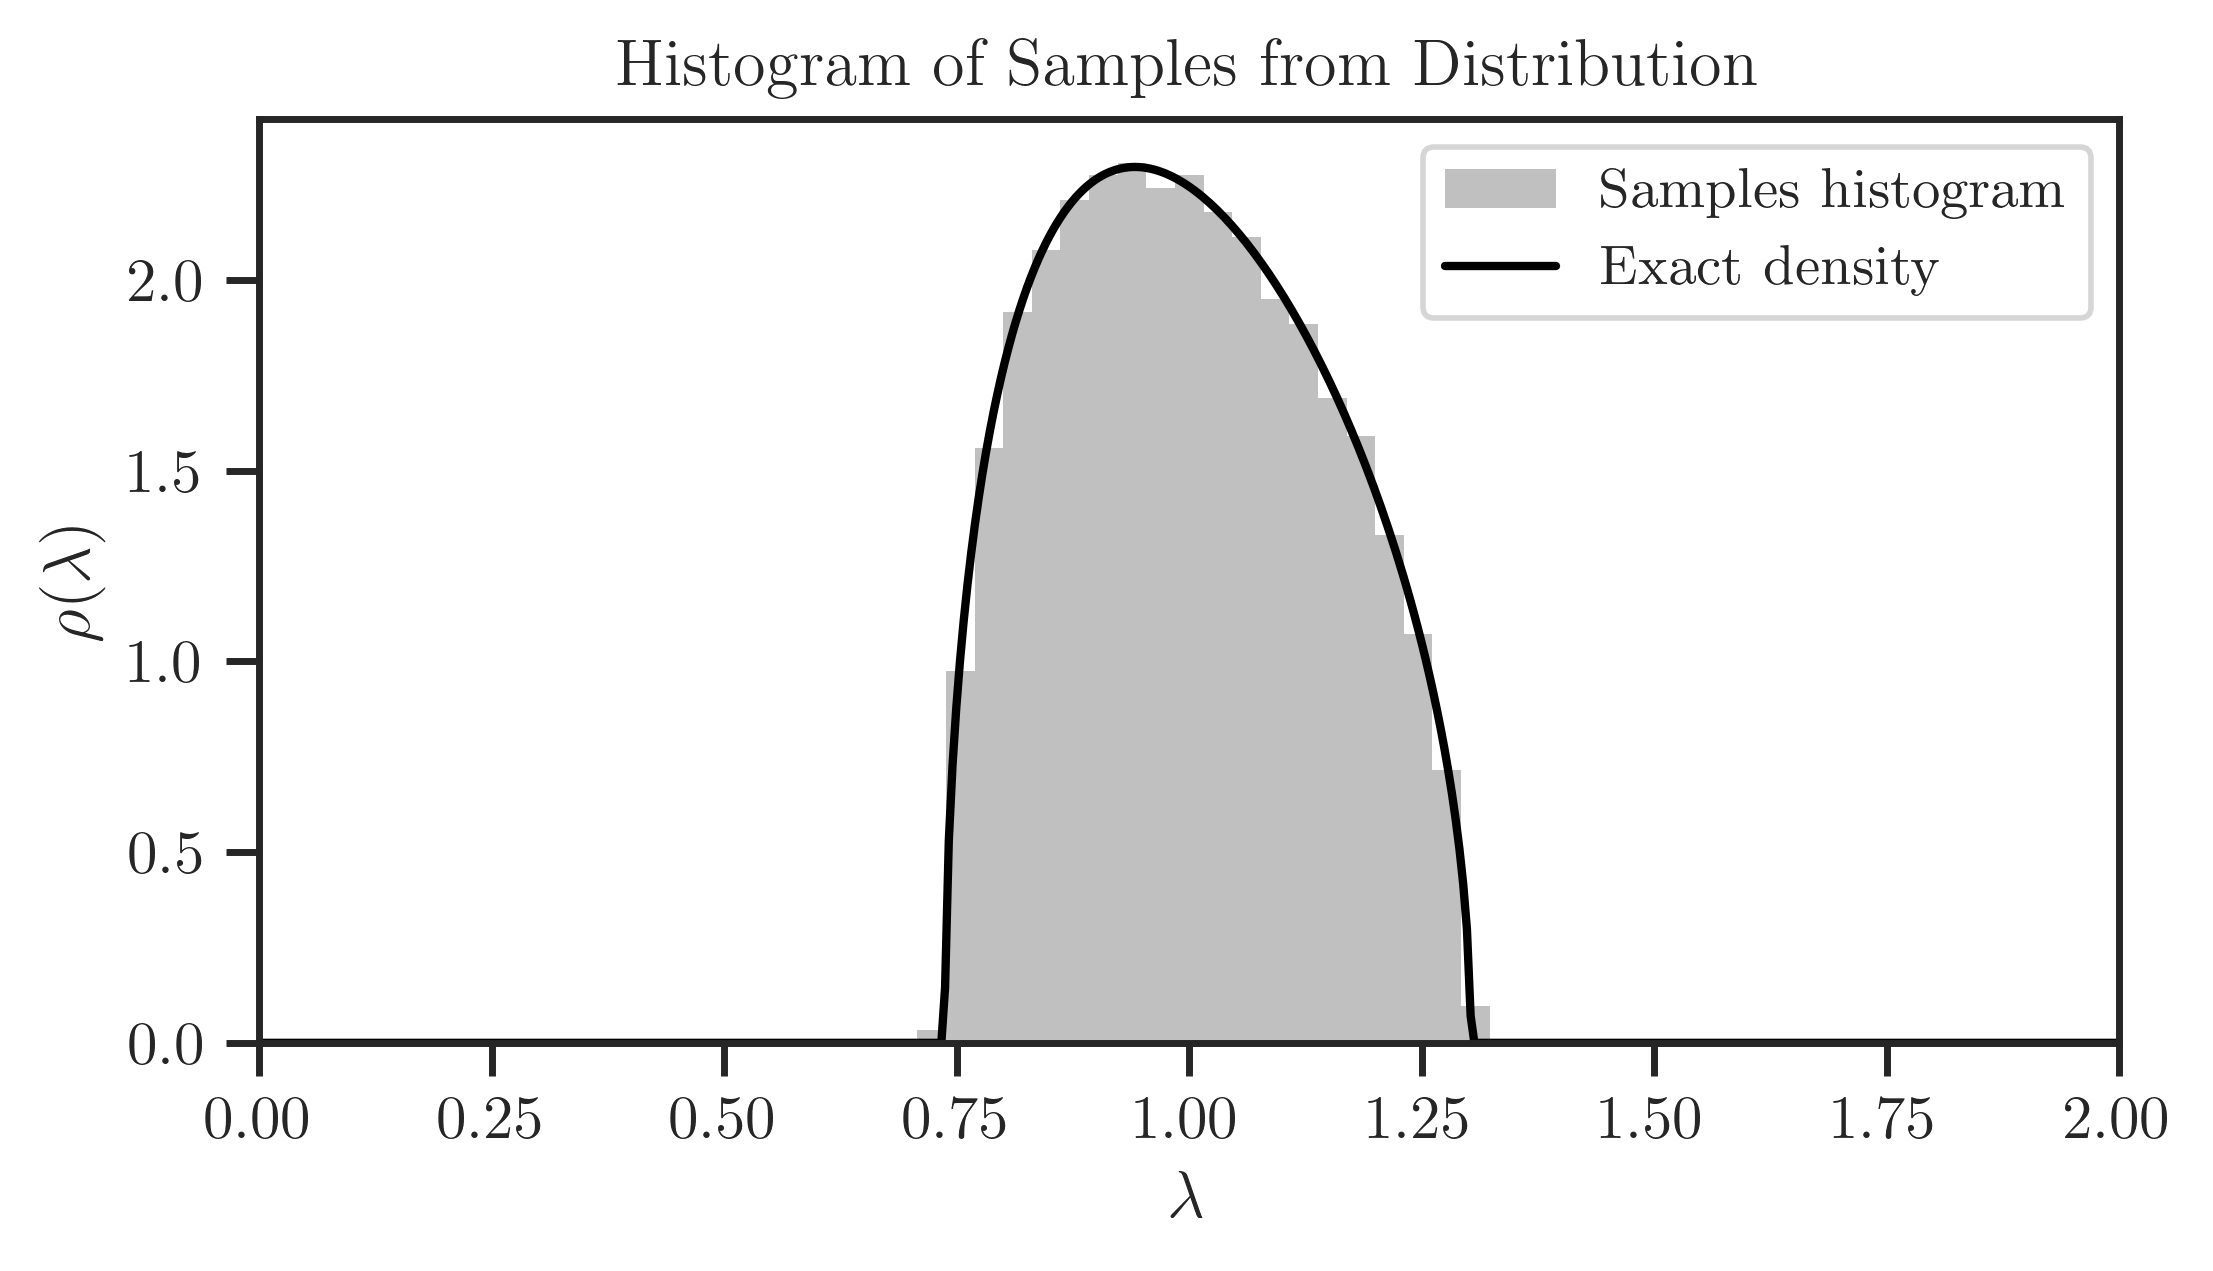 Histogram of Samples from Distribution
Samples histogram
Exact density
ρ(λ)
2.0
1.5
1.0
0.5
0.0
0.00 0.25 0.50 0.75 1.00 1.25 1.50 1.75 2.00
λ